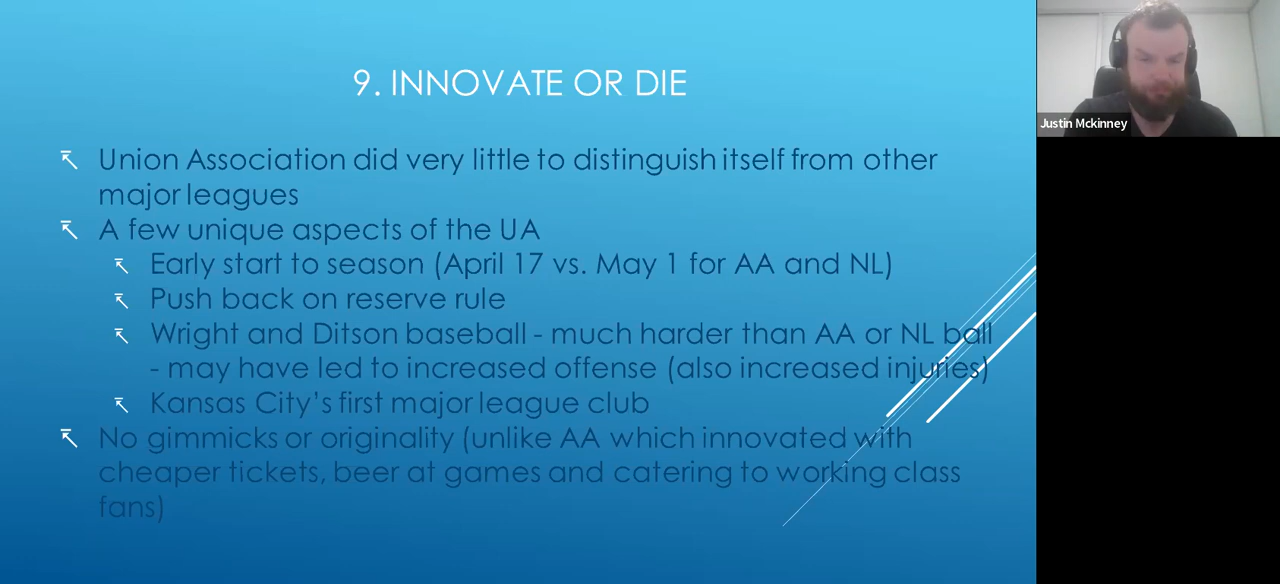 9. INNOVATE OR DIE
Union Association did very little to distinguish itself from other
major leagues
A few unique aspects of the UA
Early start to season (April 17 vs. May 1 for AA and NL)
Push back on reserve rule
Wright and Ditson baseball - much harder than AA or NL ball
- may have led to increased offense (also increased injuries)
Kansas City's first major league club
No gimmicks or originality (unlike AA which innovated with
cheaper tickets, beer at games and catering to working class
fans)
Justin Mckinney